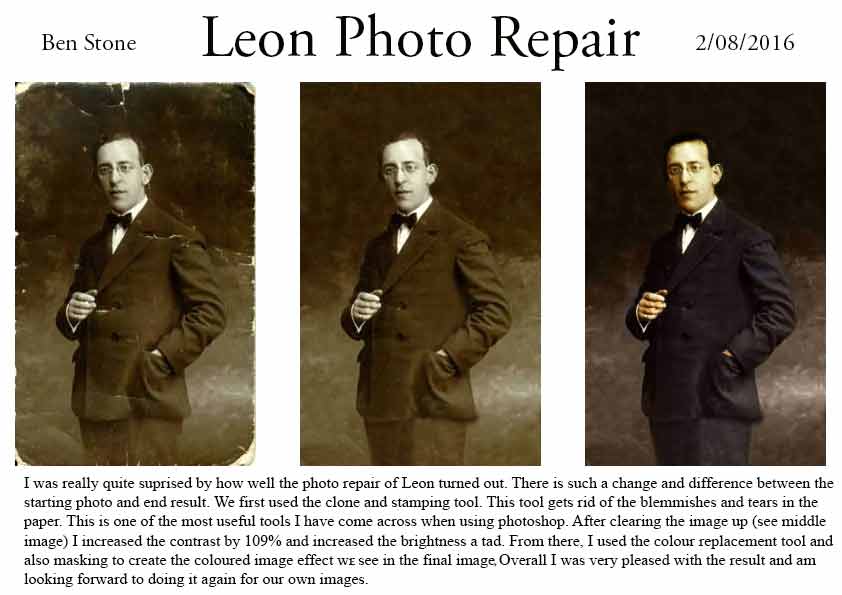 Ben Stone Leon Photo Repair 2/08/2016
I was really quite suprised by how well the photo repair of Leon turned out. There is such a change and difference between the
starting photo and end result. We first used the clone and stamping tool. This tool gets rid of the blemmishes and tears in the
paper. This is one of the most useful tools I have come across when using photoshop. After clearing the image up (see middle
image) I increased the contrast by 109% and increased the brightness a tad. From there, I used the colour replacement tool and
also masking to create the coloured image effect wE see in the final image,Overall I was very pleased with the result and am
looking forward to doing it again for our own images.